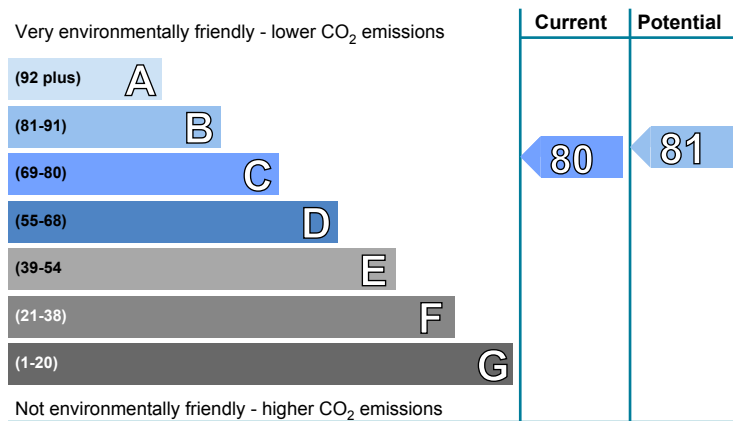 Very environmentally friendly - lower CO2 emissions
Current
Potential
(92 plus) A
(81-91) B
(69-80) C
(55-68) D
(39-54 E
(21-38) F
(1-20) G
80
81
Not environmentally friendly - higher CO2 emissions